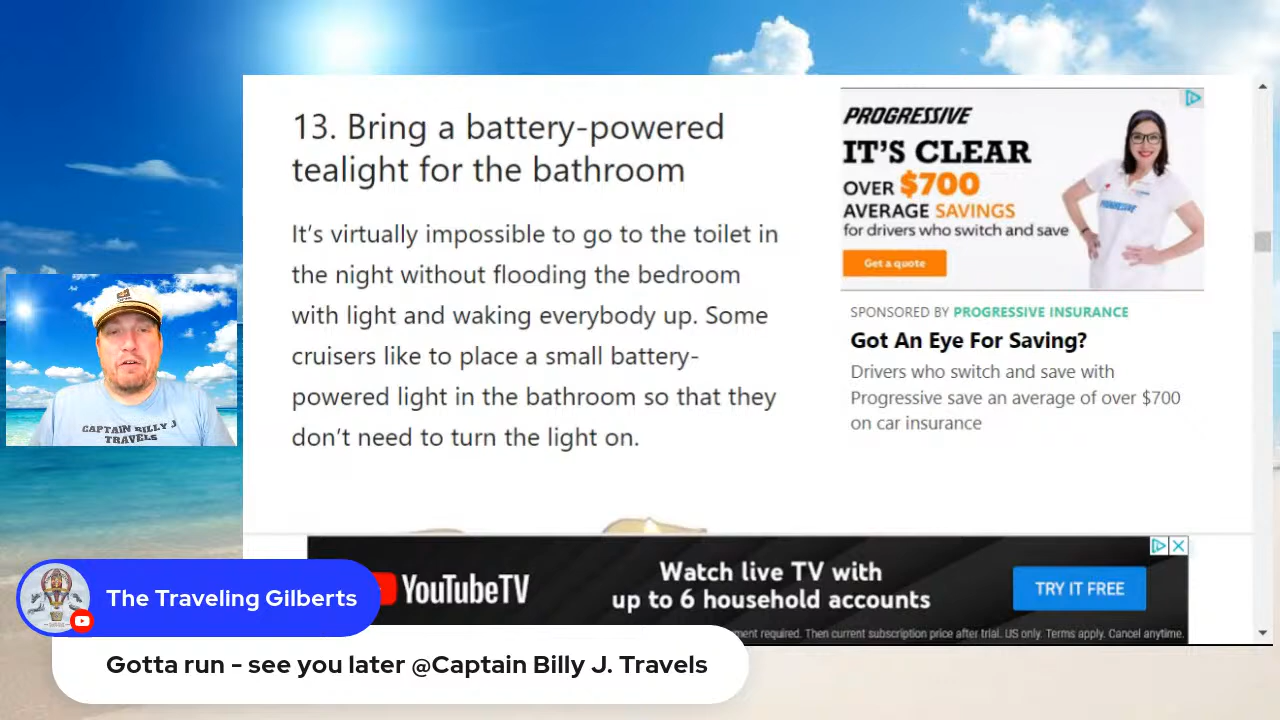 13. Bring a battery-powered
tealight for the bathroom
It’s virtually impossible to go to the toilet in
the night without flooding the bedroom
with light and waking everybody up. Some
cruisers like to place a small battery-
powered light in the bathroom so that they
don’t need to turn the light on.
PROGRESSIVE
IT'S CLEAR
OVER $700
AVERAGE SAVINGS
for drivers who switch and save
Get a quote
PROGRESSIVE
SPONSORED BY PROGRESSIVE INSURANCE
Got An Eye For Saving?
Drivers who switch and save with
Progressive save an average of over $700
on car insurance
CAPTAIN BILLY J
TRAVELS
YouTubeTV
Watch live TV with
up to 6 household accounts
TRY IT FREE
required. Then current subscription price after trial. US only. Terms apply. Cancel anytime.
The Traveling Gilberts
Gotta run - see you later @Captain Billy J. Travels